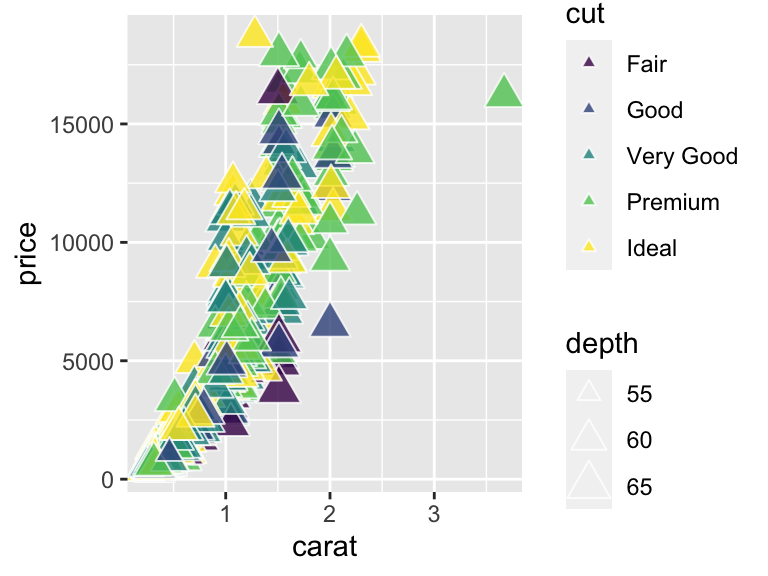 cut
Fair
Good
Very Good
Premium
Ideal
depth
55
60
65
price
15000
10000
5000
0
1 2 3
carat